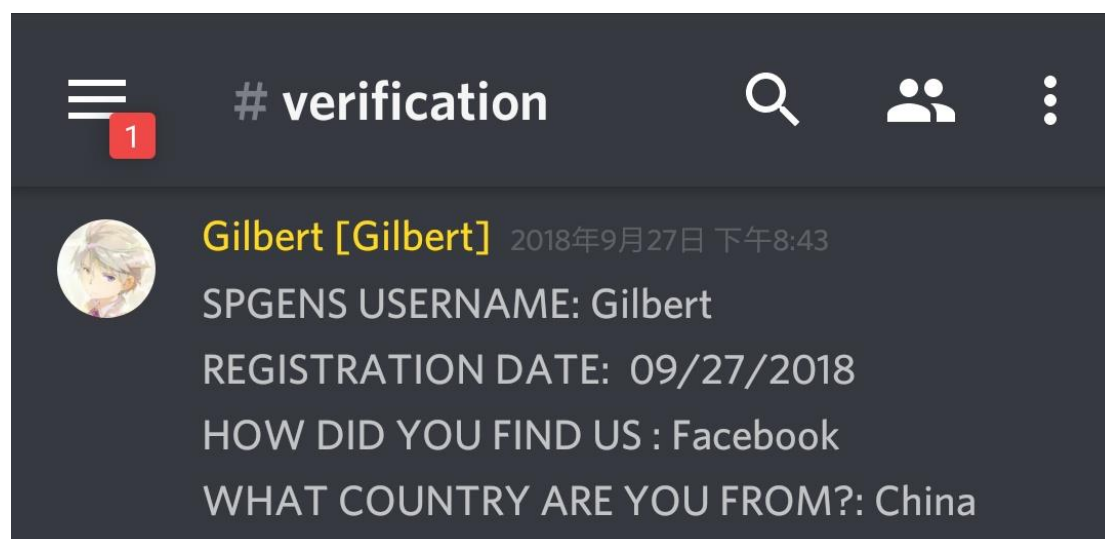 # verification
1
Gilbert [Gilbert] 2018年9月27日 下午8:43
SPGENS USERNAME: Gilbert
REGISTRATION DATE: 09/27/2018
HOW DID YOU FIND US : Facebook
WHAT COUNTRY ARE YOU FROM?: China